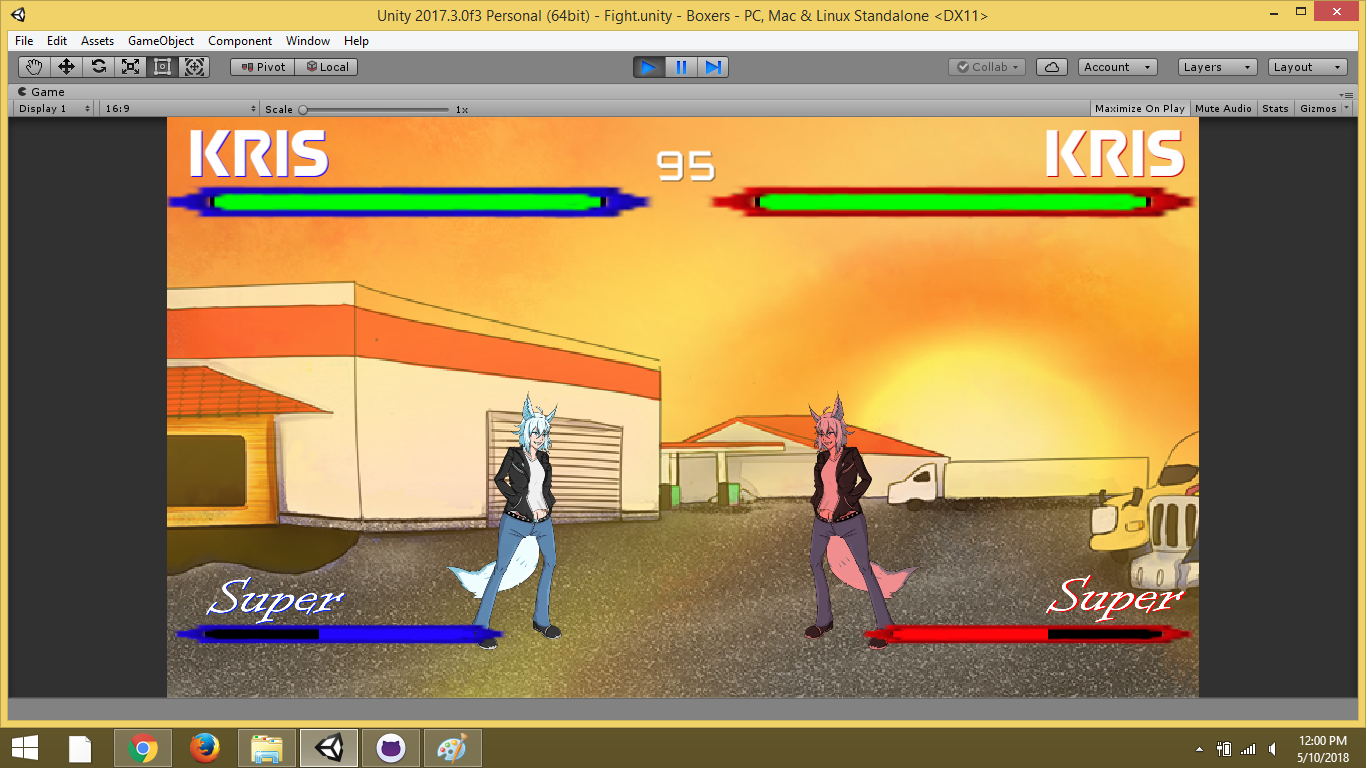 Unity 2017.3.0f3 Personal (64bit) - Fight.unity - Boxers - PC, Mac & Linux Standalone <DX11>
File Edit Assets GameObject Component Window Help
Pivot Local Collab Account Layers Layout
Game
Display 1 16:9 Scale 1x Maximize On Play Mute Audio Stats Gizmos
KRIS 95 KRIS
Super Super
12:00 PM
5/10/2018